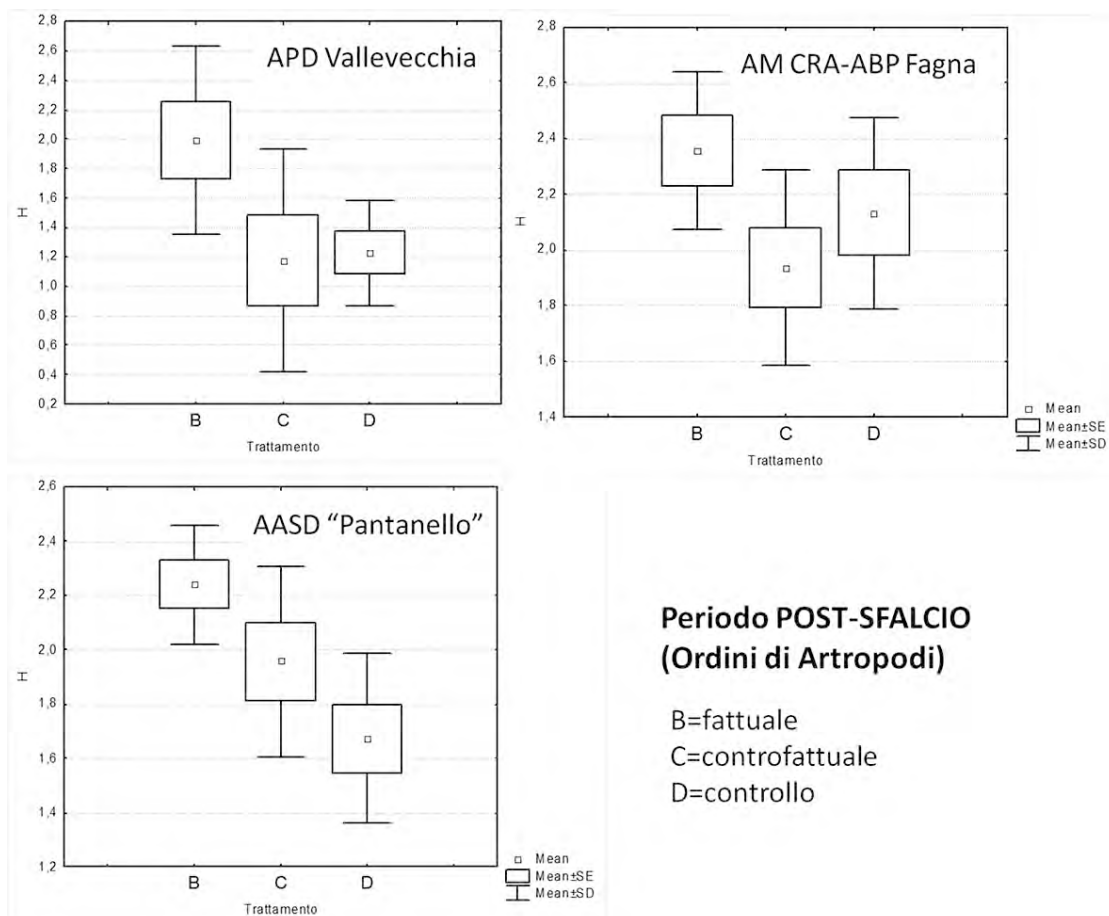 APD Vallevecchia
2,8
2,6
2,4
2,2
2,0
1,8
1,6
1,4
1,2
1,0
0,8
0,6
0,4
0,2
H
B C D
Trattamento
AM CRA-ABP Fagna
2,8
2,6
2,4
2,2
2,0
1,8
1,6
1,4
H
B C D
Trattamento
Mean
Mean±SE
Mean±SD
AASD “Pantanello”
2,6
2,4
2,2
2,0
1,8
1,6
1,4
1,2
H
B C D
Trattamento
Mean
Mean±SE
Mean±SD
Periodo POST-SFALCIO
(Ordini di Artropodi)
B=fattuale
C=controfattuale
D=controllo